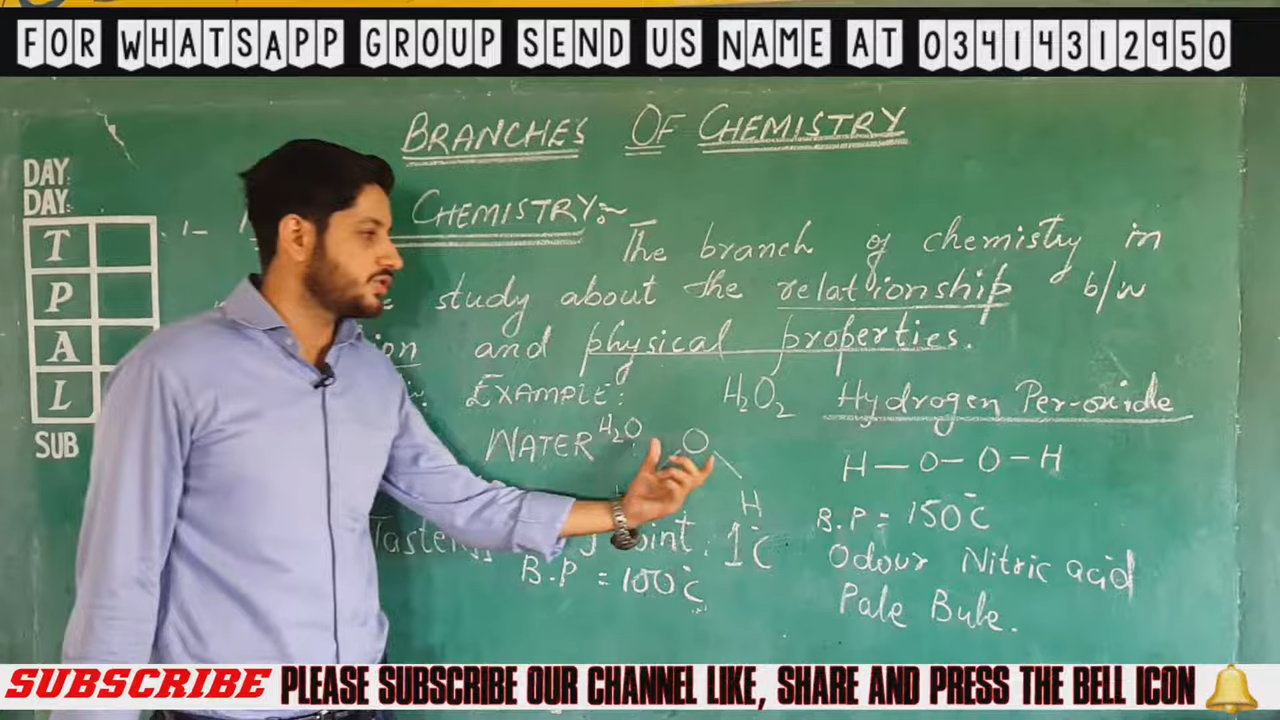 FOR WHATSAPP GROUP SEND US NAME AT 03414312950
BRANCHES OF CHEMISTRY
DAY:
DAY:
T
P
A
L
SUB
1-
CHEMISTRY:-
The branch of chemistry in
study about the relationship b/w
and physical properties.
EXAMPLE:
H2O2 Hydrogen Per-oxide
WATER H2O
O
H
H-O-O-H
B.P = 150°C
1°C
B.P = 100°C
Odour Nitric acid
Pale Bule.
SUBSCRIBE PLEASE SUBSCRIBE OUR CHANNEL LIKE, SHARE AND PRESS THE BELL ICON